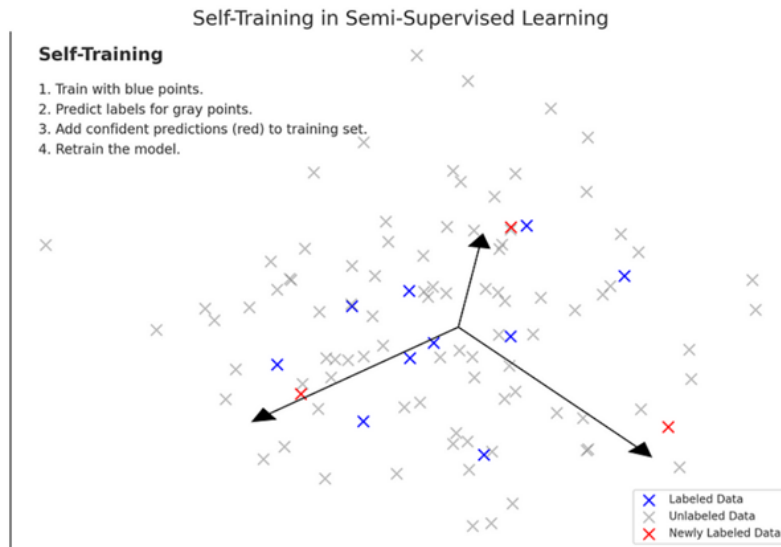 Self-Training in Semi-Supervised Learning
Self-Training
1. Train with blue points.
2. Predict labels for gray points.
3. Add confident predictions (red) to training set.
4. Retrain the model.
Labeled Data
Unlabeled Data
Newly Labeled Data